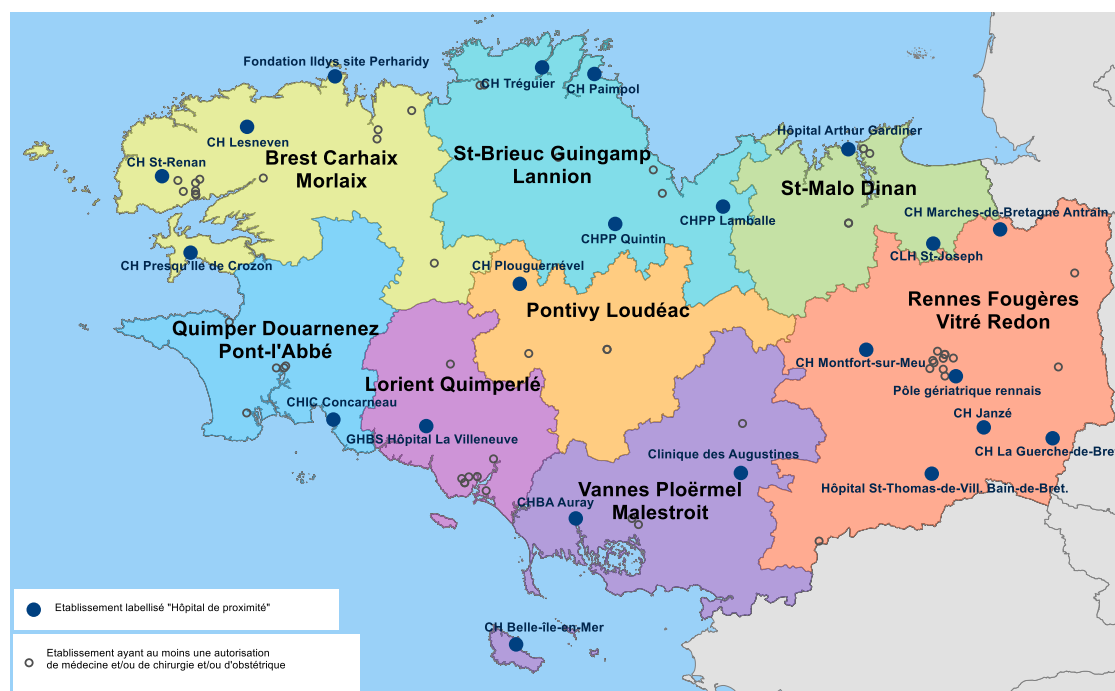 Fondation Ildys site Perharidy
CH Tréguier
CH Paimpol
Hôpital Arthur Gardiner
CH Lesneven
CH St-Renan
Brest Carhaix
Morlaix
St-Brieuc Guingamp
Lannion
St-Malo Dinan
CHPP Lamballe
CH Marches-de-Bretagne Antrain
CHPP Quintin
CLH St-Joseph
CH Presqu'Ile de Crozon
CH Plouguernével
Rennes Fougères
Vitré Redon
Pontivy Loudéac
Quimper Douarnenez
Pont-l'Abbé
CH Montfort-sur-Meu
Lorient Quimperlé
Pôle gériatrique rennais
CHIC Concarneau
CH Janzé
GHBS Hôpital La Villeneuve
Clinique des Augustines
CH La Guerche-de-Bre
Vannes Ploërmel
Malestroit
Hôpital St-Thomas-de-Vill. Bain-de-Bret.
CHBA Auray
CH Belle-île-en-Mer
Etablissement labellisé "Hôpital de proximité"
Etablissement ayant au moins une autorisation
de médecine et/ou de chirurgie et/ou d'obstétrique